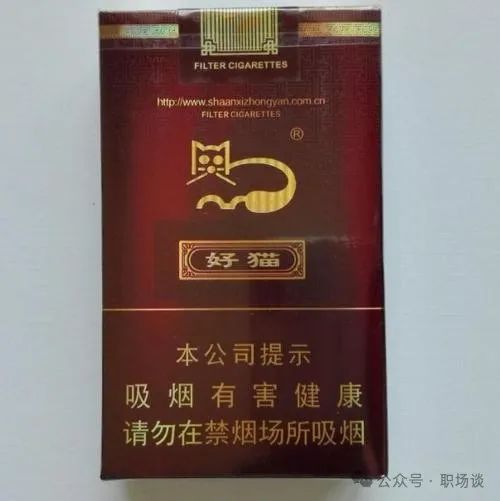 FILTER CIGARETTES
http://www.shaanxizhongyan.com.cn
FILTER CIGARETTES
®
好猫
本公司提示
吸烟有害健康
请勿在禁烟场所吸烟
公众号·职场谈